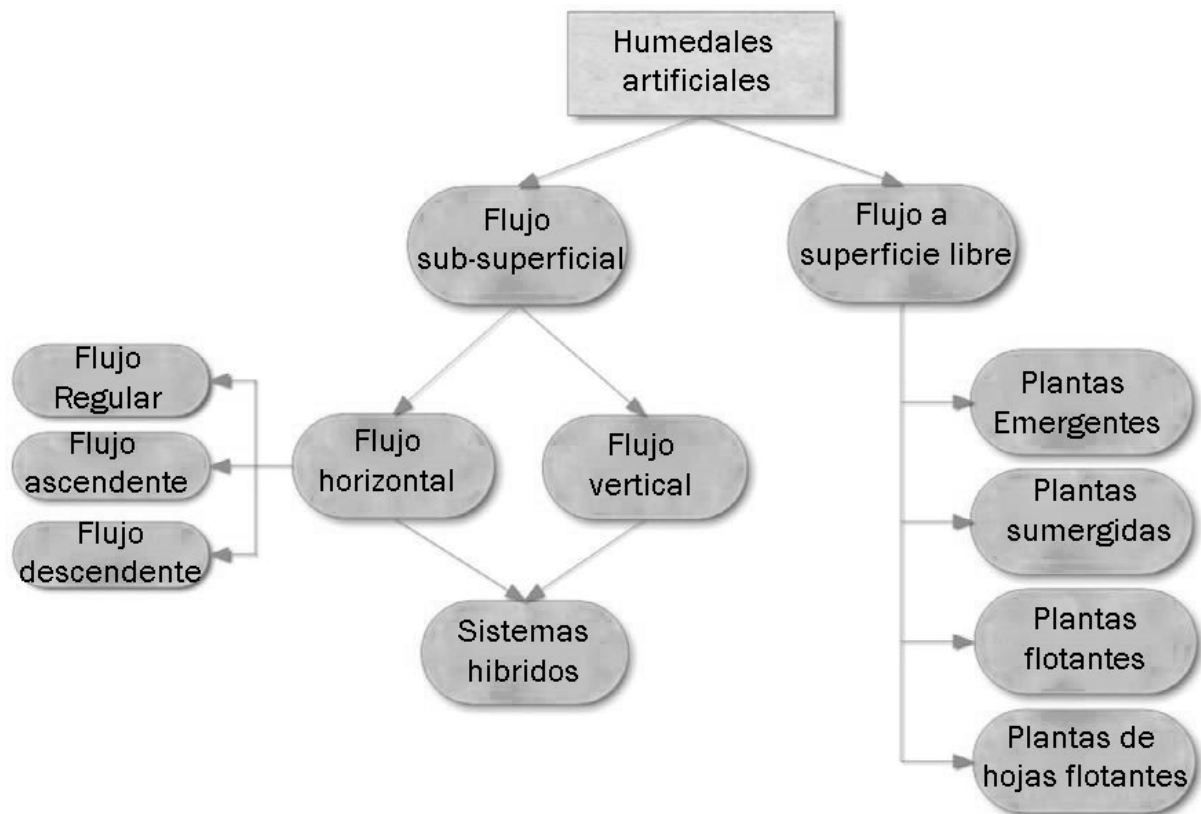 Humedales
artificiales
Flujo
sub-superficial
Flujo a
superficie libre
Flujo
Regular
Flujo
ascendente
Flujo
descendente
Flujo
horizontal
Flujo
vertical
Sistemas
hibridos
Plantas
Emergentes
Plantas
sumergidas
Plantas
flotantes
Plantas de
hojas flotantes